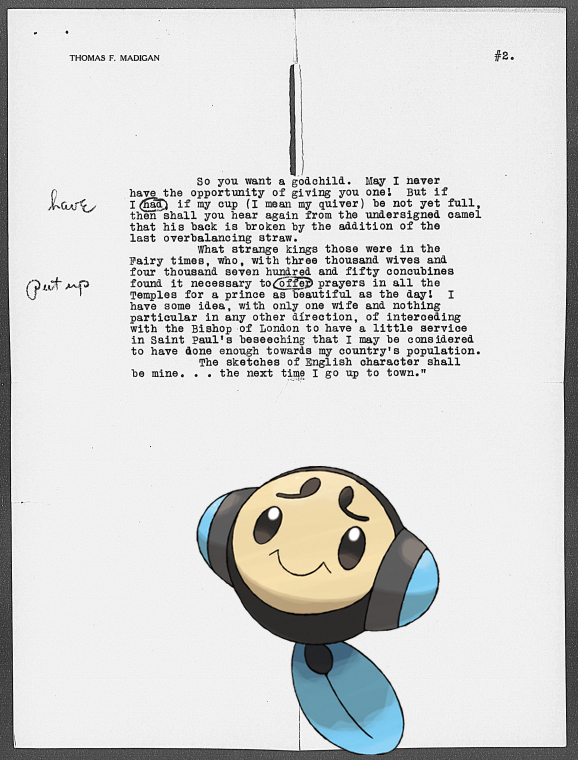 THOMAS F. MADIGAN
#2.
So you want a godchild. May I never
have the opportunity of giving you one! But if
have
I had, if my cup (I mean my quiver) be not yet full,
then shall you hear again from the undersigned camel
that his back is broken by the addition of the
last overbalancing straw.
What strange kings those were in the
Fairy times, who, with three thousand wives and
four thousand seven hundred and fifty concubines
put up
found it necessary to offer prayers in all the
Temples for a prince as beautiful as the day! I
have some idea, with only one wife and nothing
particular in any other direction, of interceding
with the Bishop of London to have a little service
in Saint Paul's beseeching that I may be considered
to have done enough towards my country's population.
The sketches of English character shall
be mine. . . the next time I go up to town."